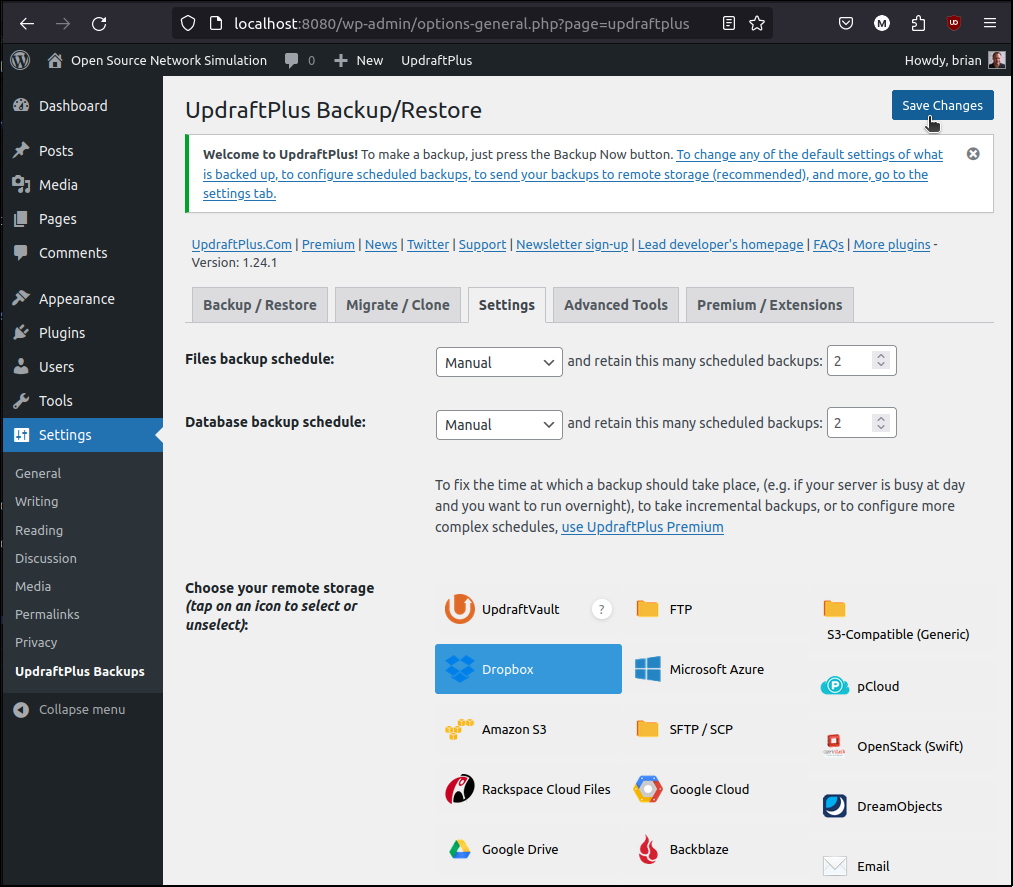 localhost:8080/wp-admin/options-general.php?page=updraftplus
M
UD
Open Source Network Simulation 0 New UpdraftPlus Howdy, brian
Dashboard
Posts
Media
Pages
Comments
Appearance
Plugins
Users
Tools
Settings
General
Writing
Reading
Discussion
Media
Permalinks
Privacy
UpdraftPlus Backups
Collapse menu
UpdraftPlus Backup/Restore
Save Changes
Welcome to UpdraftPlus! To make a backup, just press the Backup Now button. To change any of the default settings of what
is backed up, to configure scheduled backups, to send your backups to remote storage (recommended), and more, go to the
settings tab.
UpdraftPlus.Com | Premium | News | Twitter | Support | Newsletter sign-up | Lead developer's homepage | FAQs | More plugins -
Version: 1.24.1
Backup / Restore Migrate / Clone Settings Advanced Tools Premium / Extensions
Files backup schedule: Manual and retain this many scheduled backups: 2
Database backup schedule: Manual and retain this many scheduled backups: 2
To fix the time at which a backup should take place, (e.g. if your server is busy at day
and you want to run overnight), to take incremental backups, or to configure more
complex schedules, use UpdraftPlus Premium
Choose your remote storage
(tap on an icon to select or
unselect):
UpdraftVault ?
Dropbox
Amazon S3
Rackspace Cloud Files
Google Drive
FTP
Microsoft Azure
SFTP / SCP
Google Cloud
Backblaze
S3-Compatible (Generic)
pCloud
OpenStack (Swift)
DreamObjects
Email